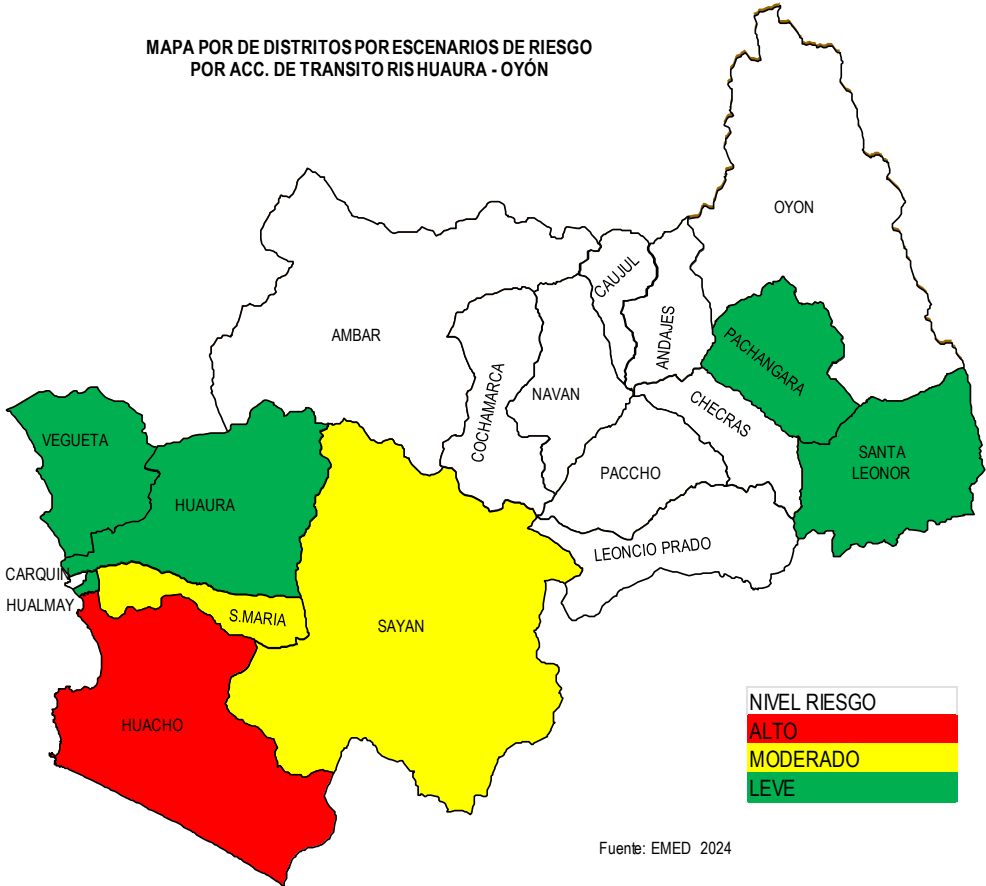 MAPA POR DE DISTRITOS POR ESCENARIOS DE RIESGO
POR ACC. DE TRANSITO RIS HUAURA - OYÓN
OYON
CAUJUL
ANDAJES
AMBAR
PACHANGARA
COCHAMARCA
NAVAN
CHECRAS
VEGUETA
SANTA
LEONOR
PACCHO
HUAURA
LEONCIO PRADO
CARQUIN
HUALMAY
S.MARIA
SAYAN
HUACHO
NIVEL RIESGO
ALTO
MODERADO
LEVE
Fuente: EMED 2024